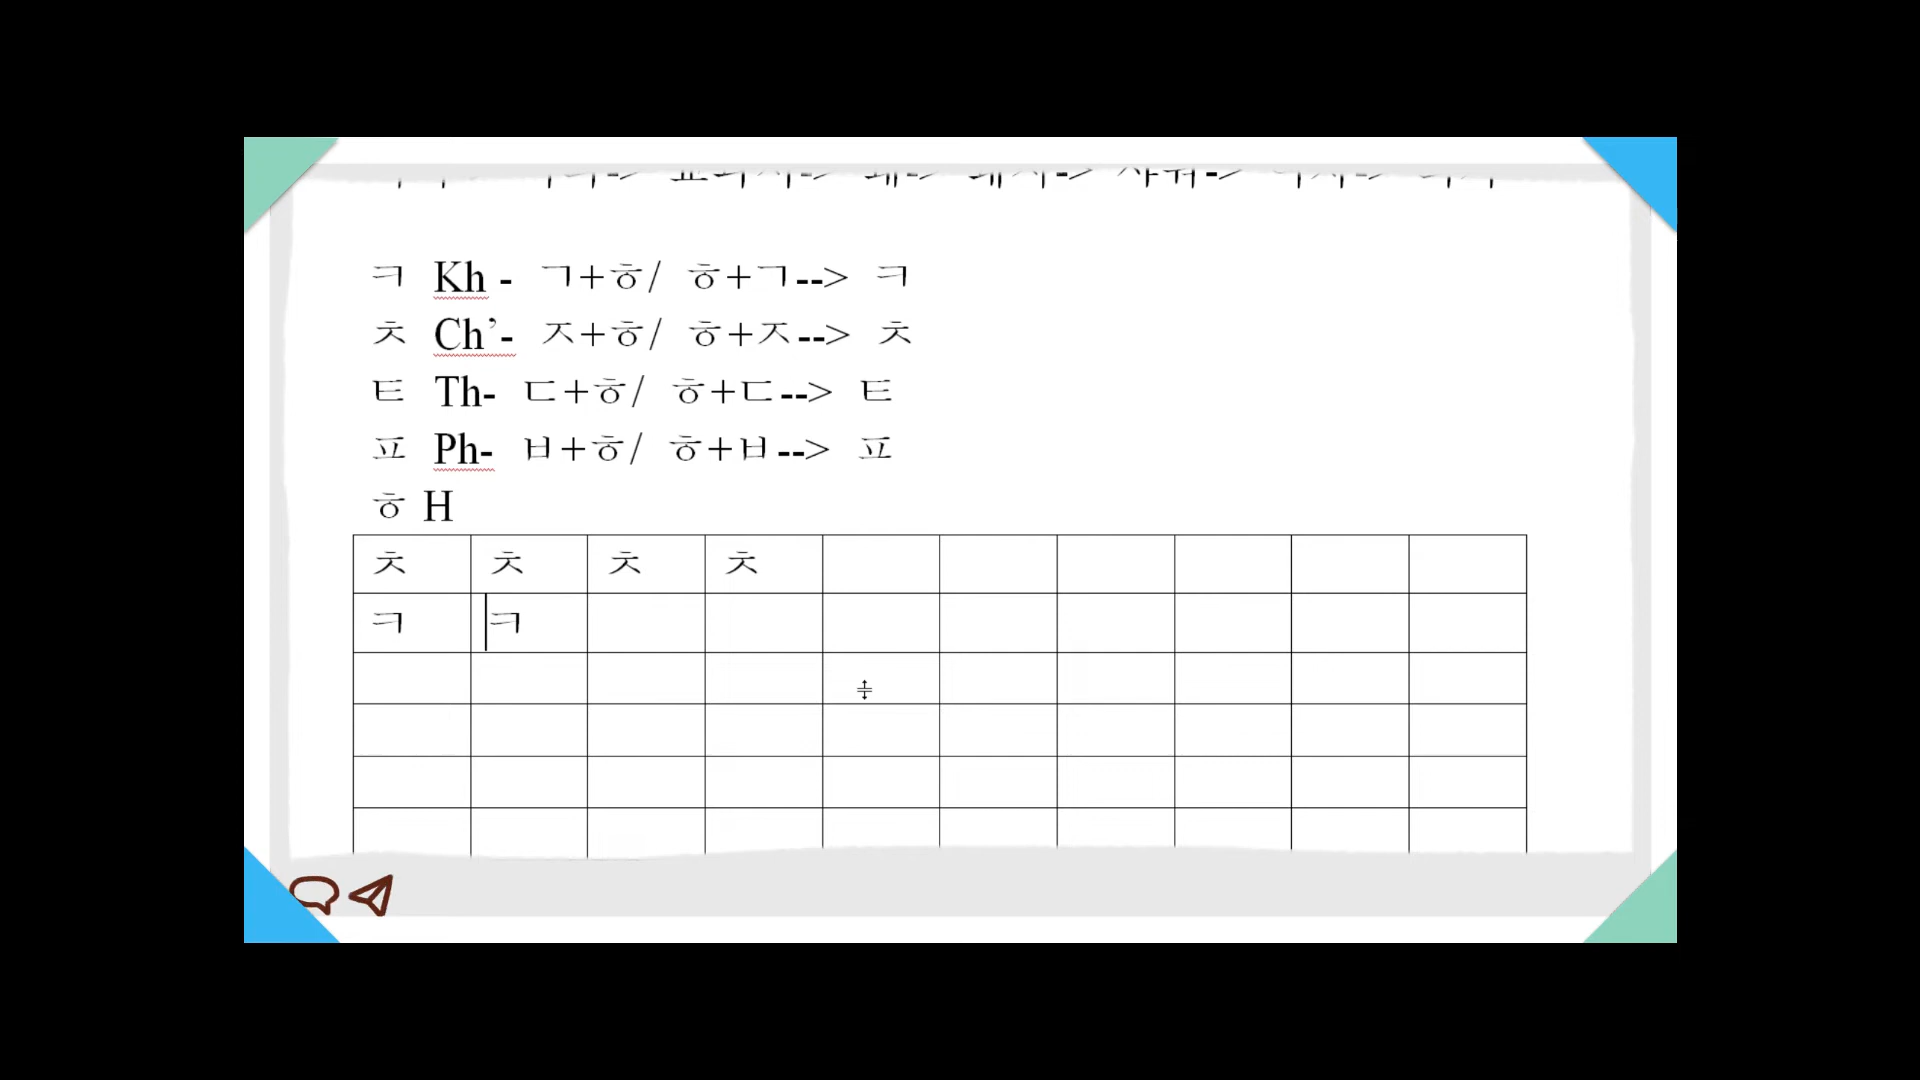 ㅋ Kh - ㄱ+ㅎ/ ㅎ+ㄱ--> ㅋ
ㅊ Ch’- ㅈ+ㅎ/ ㅎ+ㅈ--> ㅊ
ㅌ Th- ㄷ+ㅎ/ ㅎ+ㄷ--> ㅌ
ㅍ Ph- ㅂ+ㅎ/ ㅎ+ㅂ--> ㅍ
ㅎ H
ㅊ ㅊ ㅊ ㅊ
ㅋ ㅋ